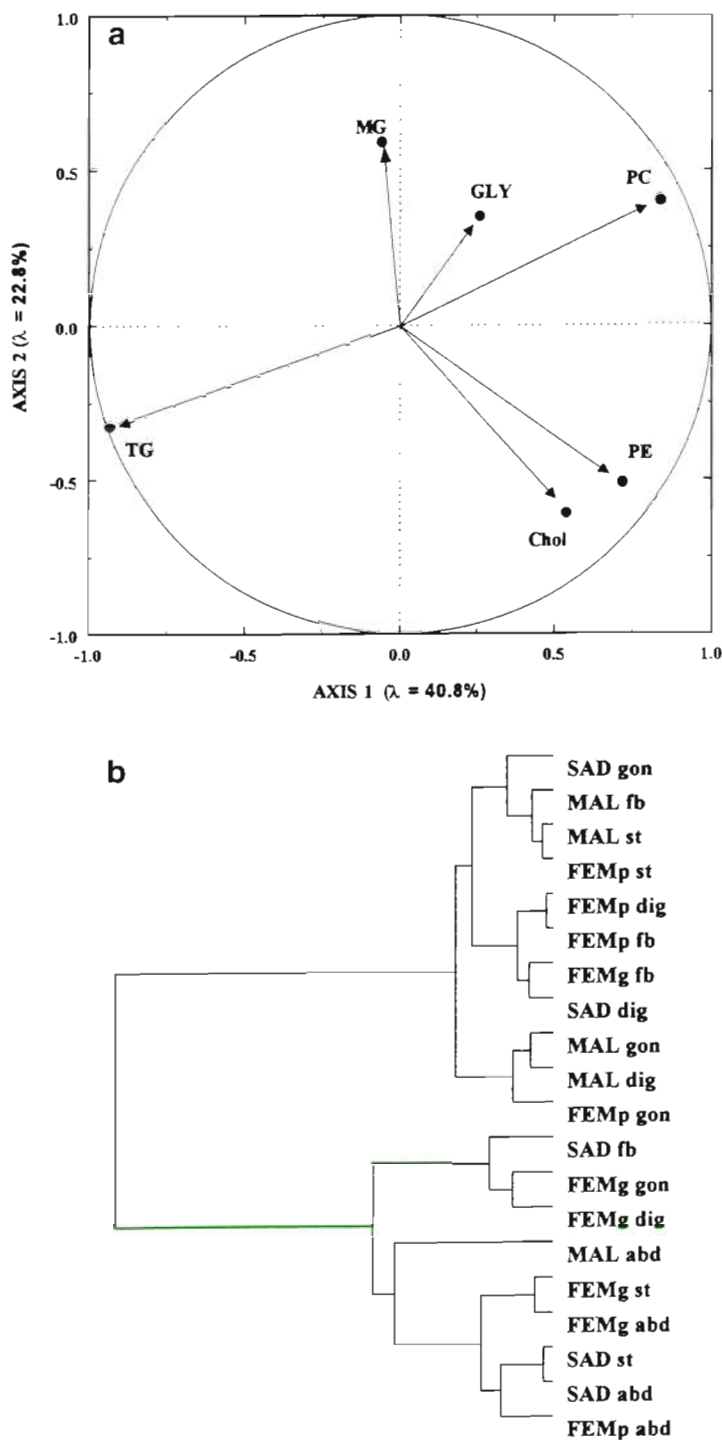 a
1.0
0.5
0.0
-0.5
-1.0
AXIS 2 (λ = 22.8%)
MG
GLY
PC
TG
PE
Chol
-1.0 -0.5 0.0 0.5 1.0
AXIS 1 (λ = 40.8%)
b
SAD gon
MAL fb
MAL st
FEMp st
FEMp dig
FEMp fb
FEMg fb
SAD dig
MAL gon
MAL dig
FEMp gon
SAD fb
FEMg gon
FEMg dig
MAL abd
FEMg st
FEMg abd
SAD st
SAD abd
FEMp abd